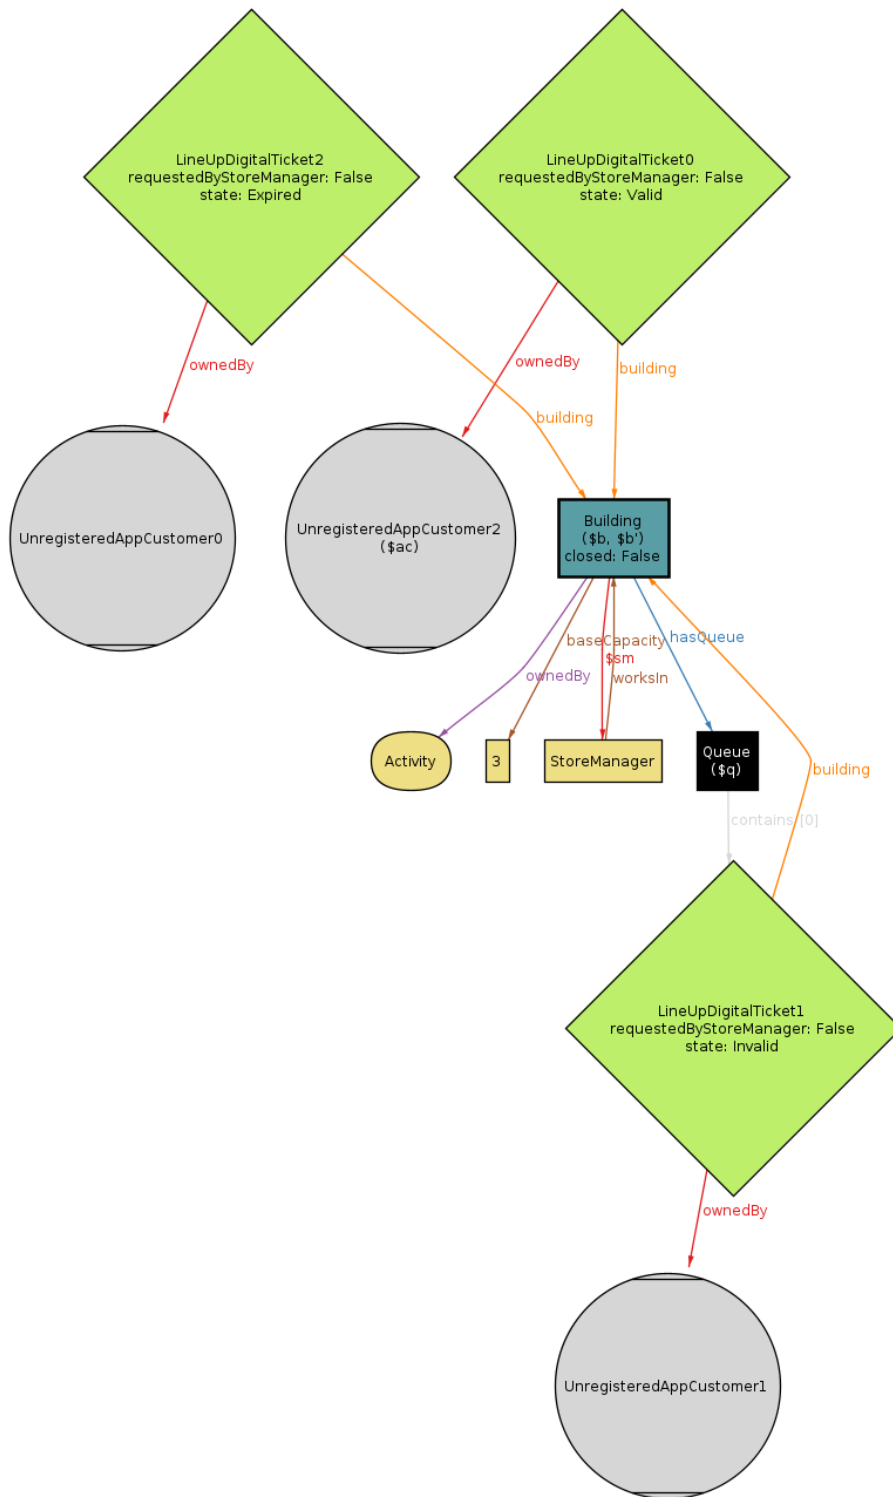 LineUpDigitalTicket2
requestedByStoreManager: False
state: Expired
LineUpDigitalTicket0
requestedByStoreManager: False
state: Valid
ownedBy
ownedBy
building
building
UnregisteredAppCustomer0
UnregisteredAppCustomer2
($ac)
Building
($b, $b')
closed: False
baseCapacity
hasQueue
$sm
ownedBy
worksIn
Activity
3
StoreManager
Queue
($q)
building
contains [0]
LineUpDigitalTicket1
requestedByStoreManager: False
state: Invalid
ownedBy
UnregisteredAppCustomer1